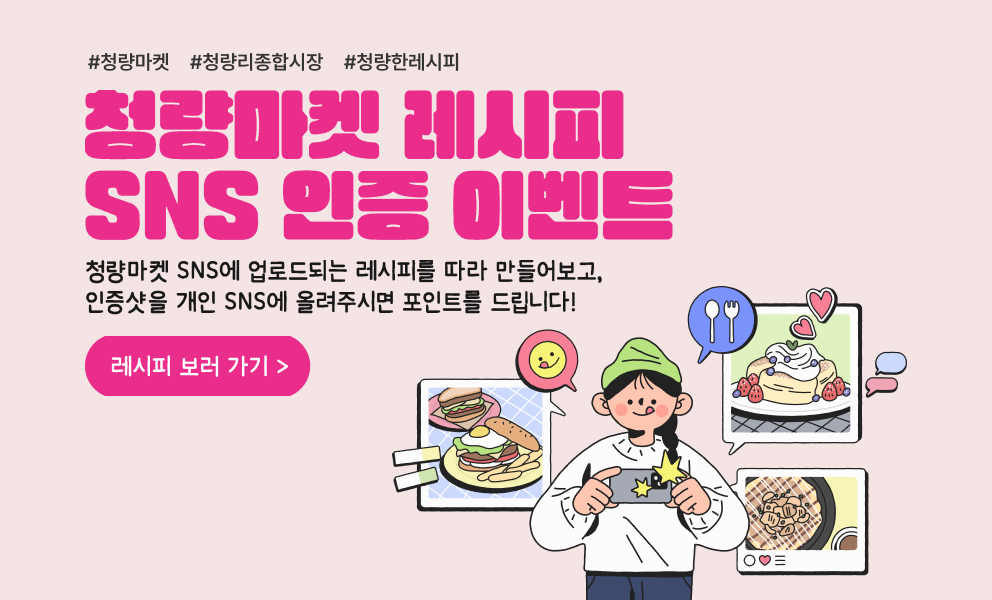 #청량마켓 #청량리종합시장 #청량한레시피
청량마켓 레시피
SNS 인증 이벤트
청량마켓 SNS에 업로드되는 레시피를 따라 만들어보고,
인증샷을 개인 SNS에 올려주시면 포인트를 드립니다!
레시피 보러 가기 >